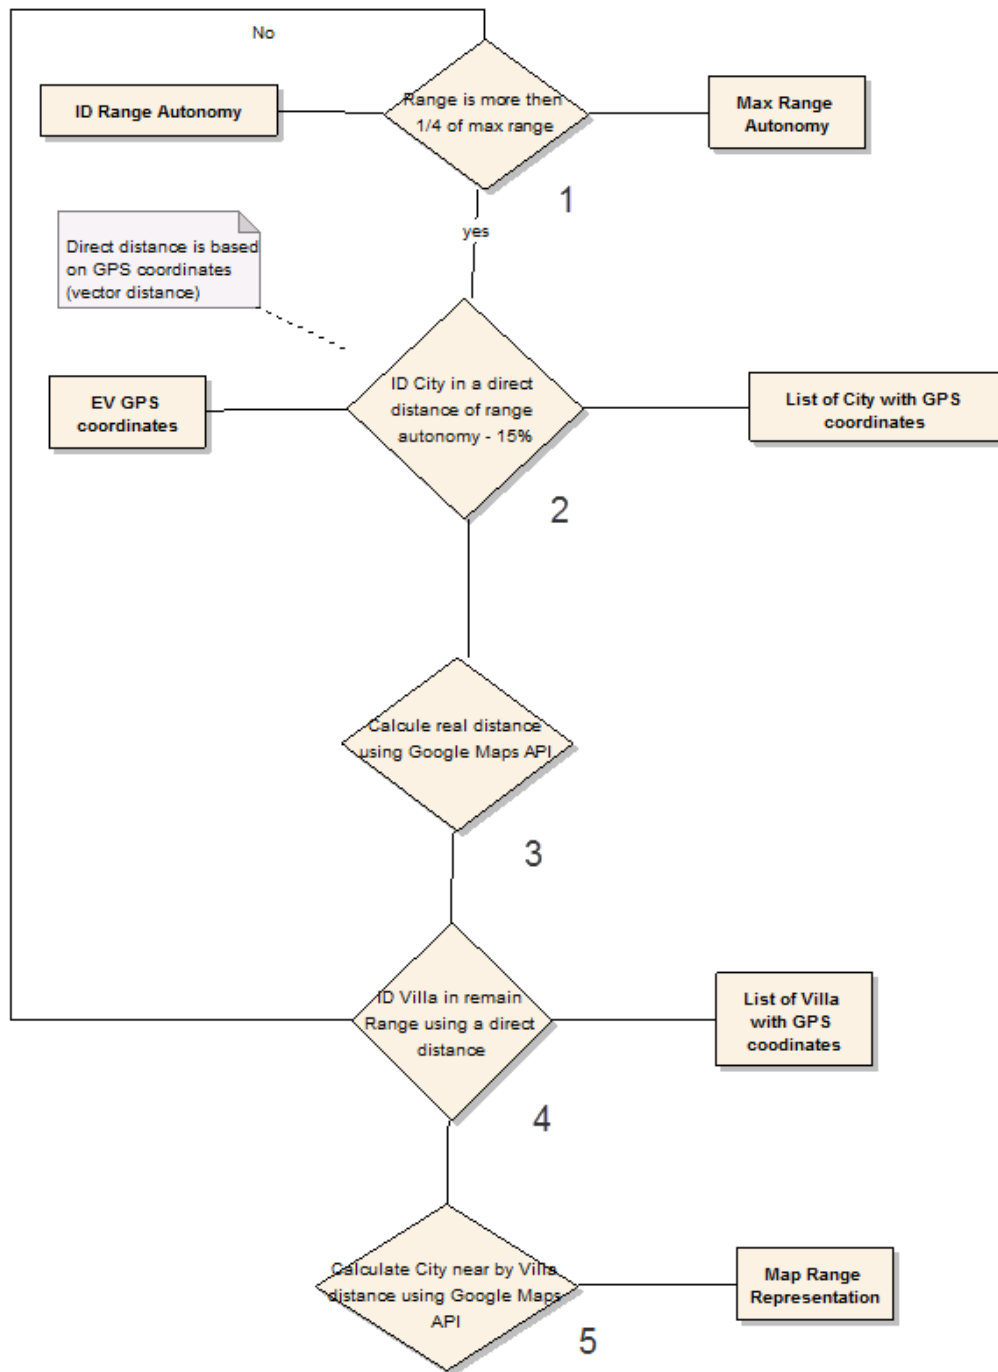 No
ID Range Autonomy
Range is more then
1/4 of max range
Max Range
Autonomy
1
yes
Direct distance is based
on GPS coordinates
(vector distance)
EV GPS
coordinates
ID City in a direct
distance of range
autonomy - 15%
List of City with GPS
coordinates
2
Calcule real distance
using Google Maps API
3
ID Villa in remain
Range using a direct
distance
List of Villa
with GPS
coodinates
4
Calculate City near by Villa
distance using Google Maps
API
Map Range
Representation
5